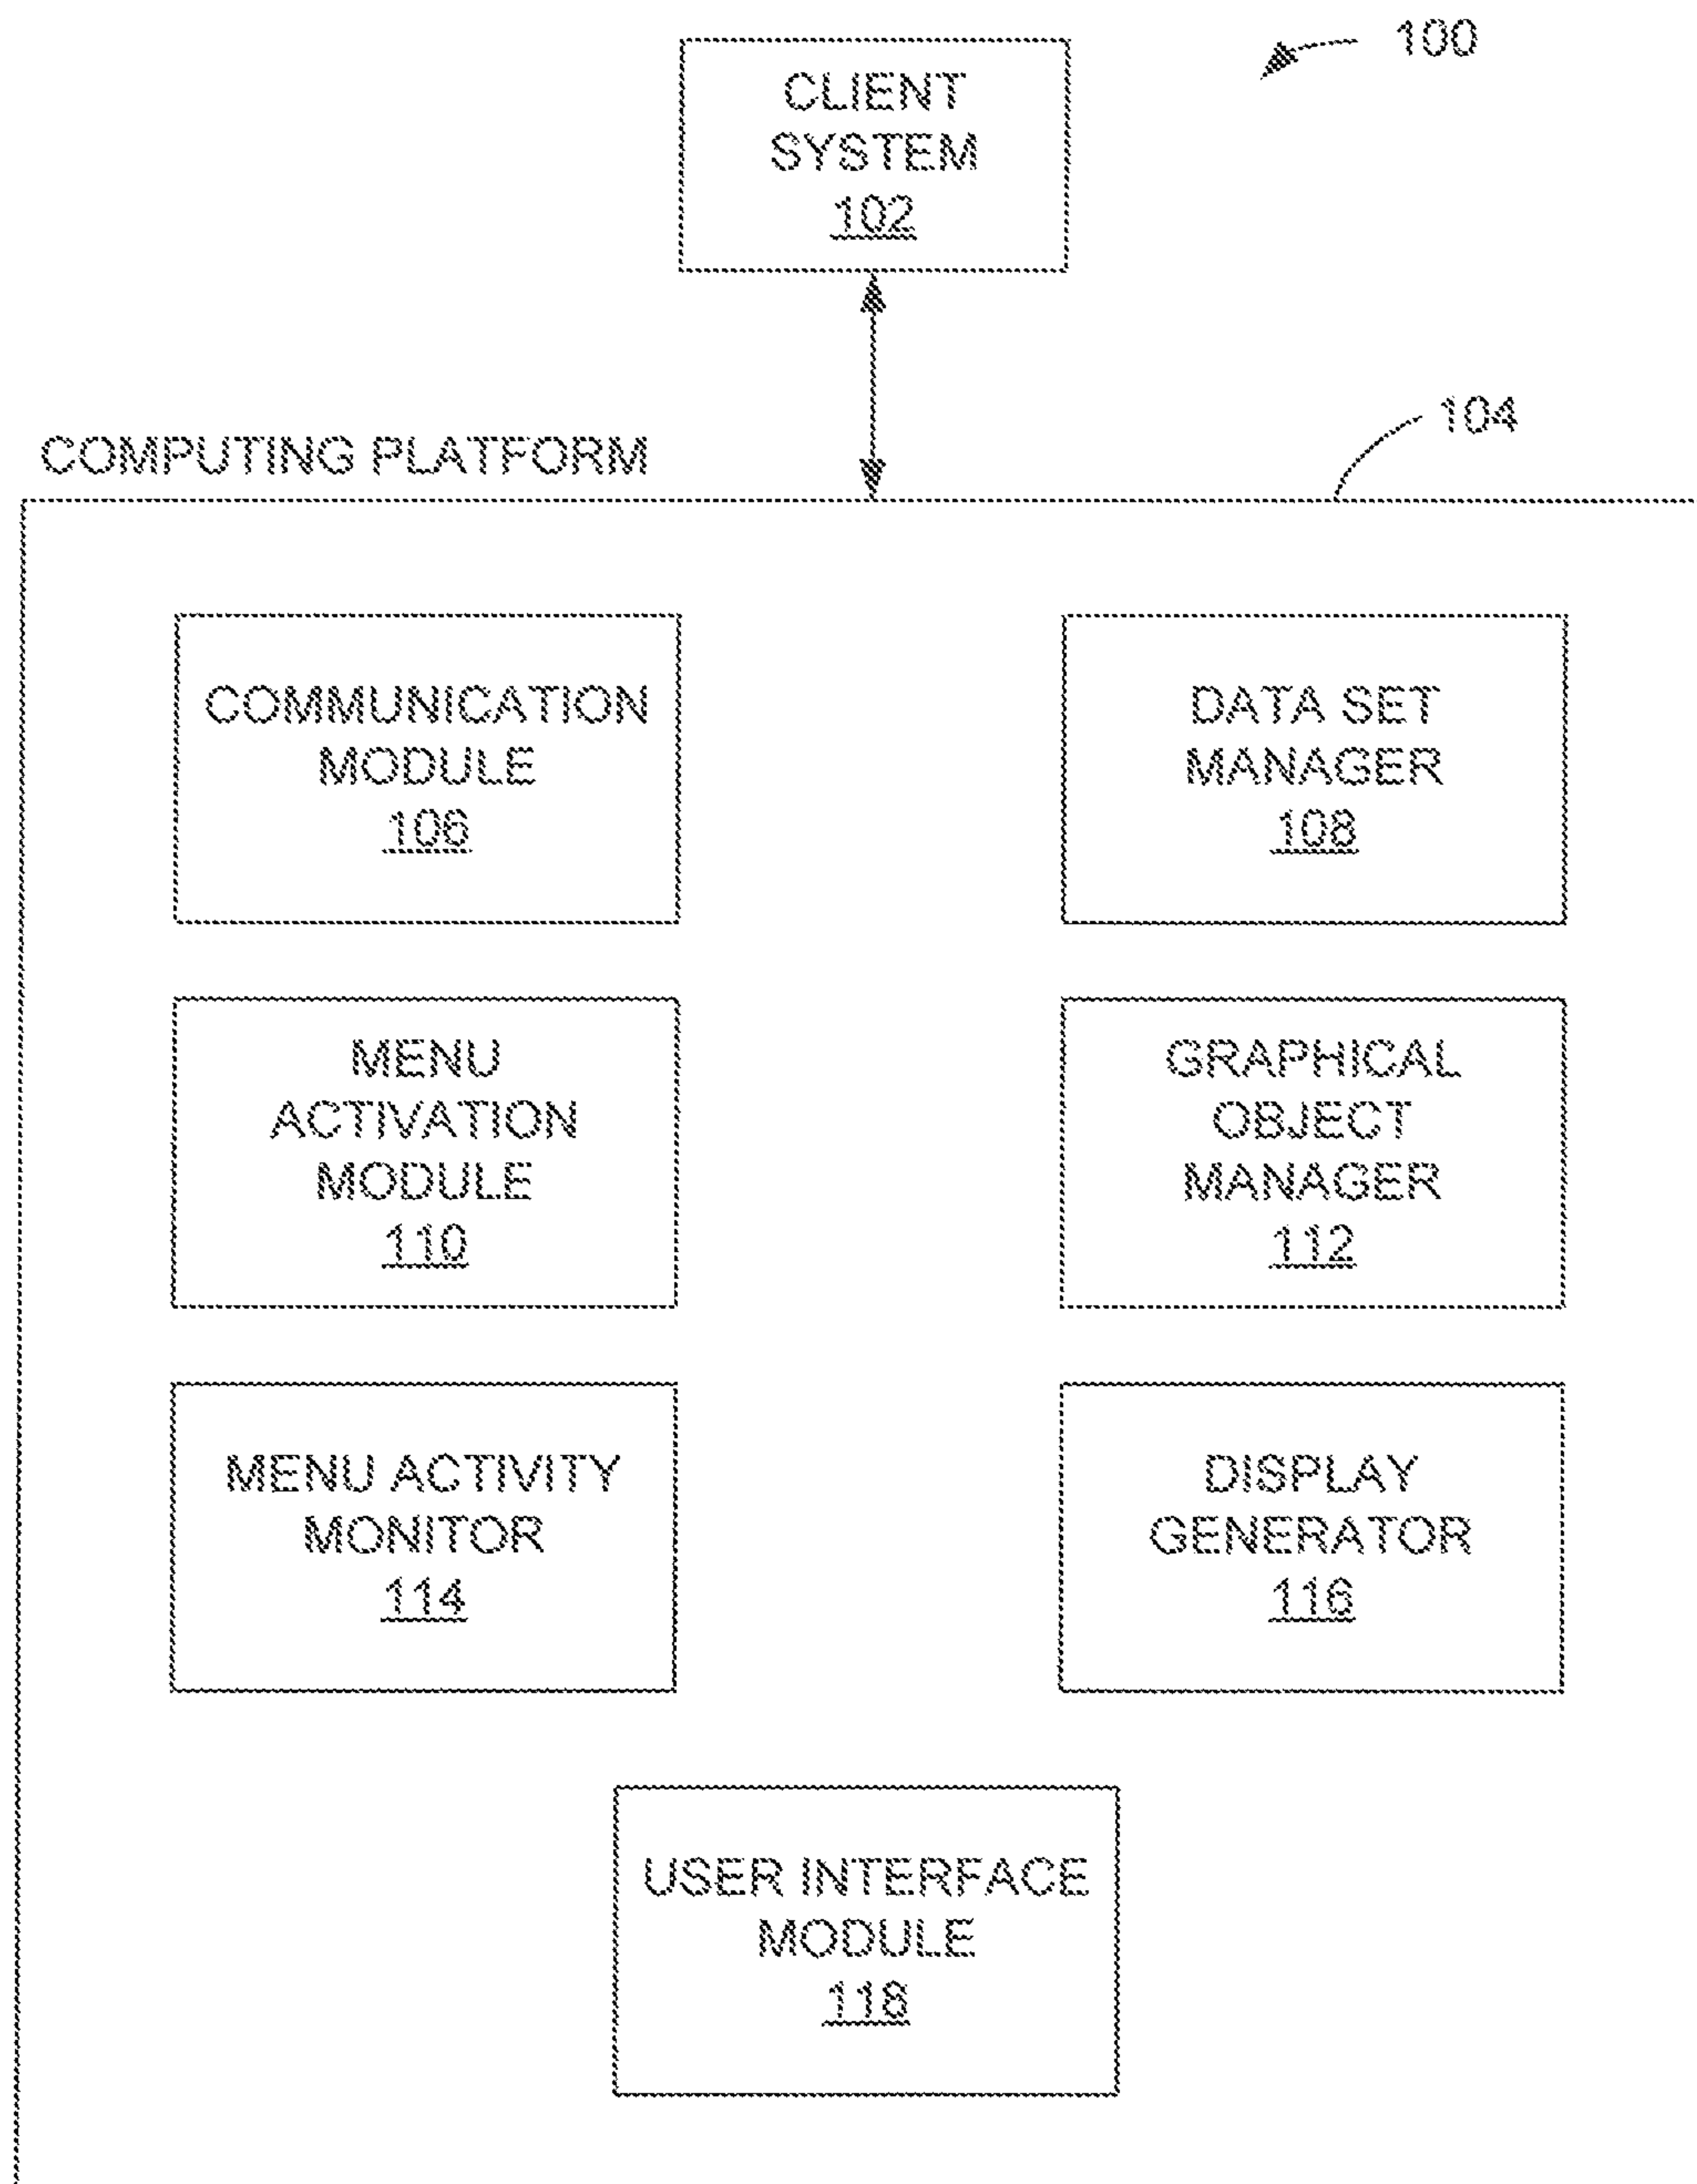 100
CLIENT
SYSTEM
102
104
COMPUTING PLATFORM
COMMUNICATION
MODULE
106
DATA SET
MANAGER
108
MENU
ACTIVATION
MODULE
110
GRAPHICAL
OBJECT
MANAGER
112
MENU ACTIVITY
MONITOR
114
DISPLAY
GENERATOR
116
USER INTERFACE
MODULE
118